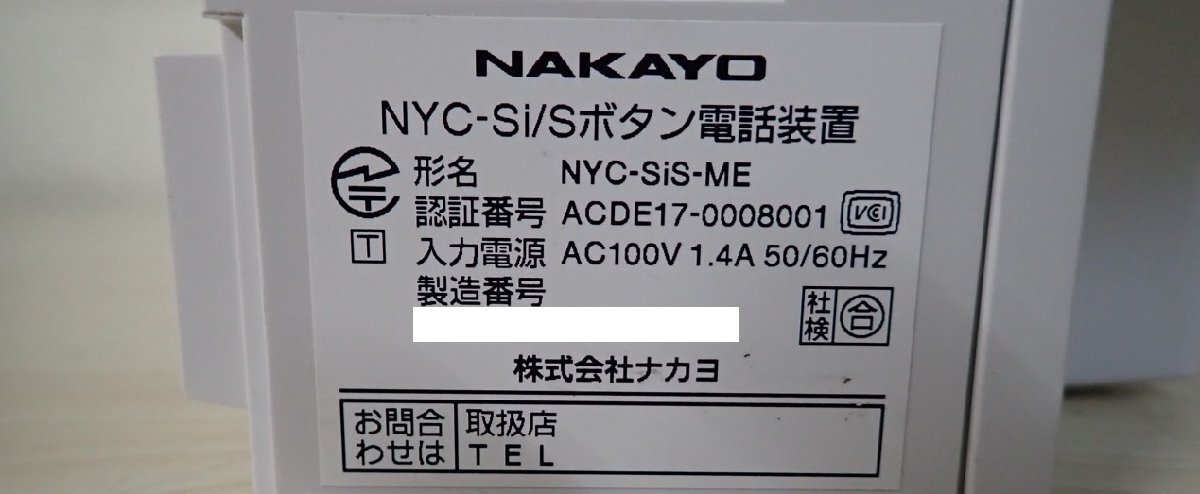 NAKAYO
NYC-Si/Sボタン電話装置
形名 NYC-SiS-ME
認証番号 ACDE17-0008001 VCI
T 入力電源 AC100V 1.4A 50/60Hz
製造番号
社検 合
株式会社ナカヨ
お問合わせは 取扱店
TEL